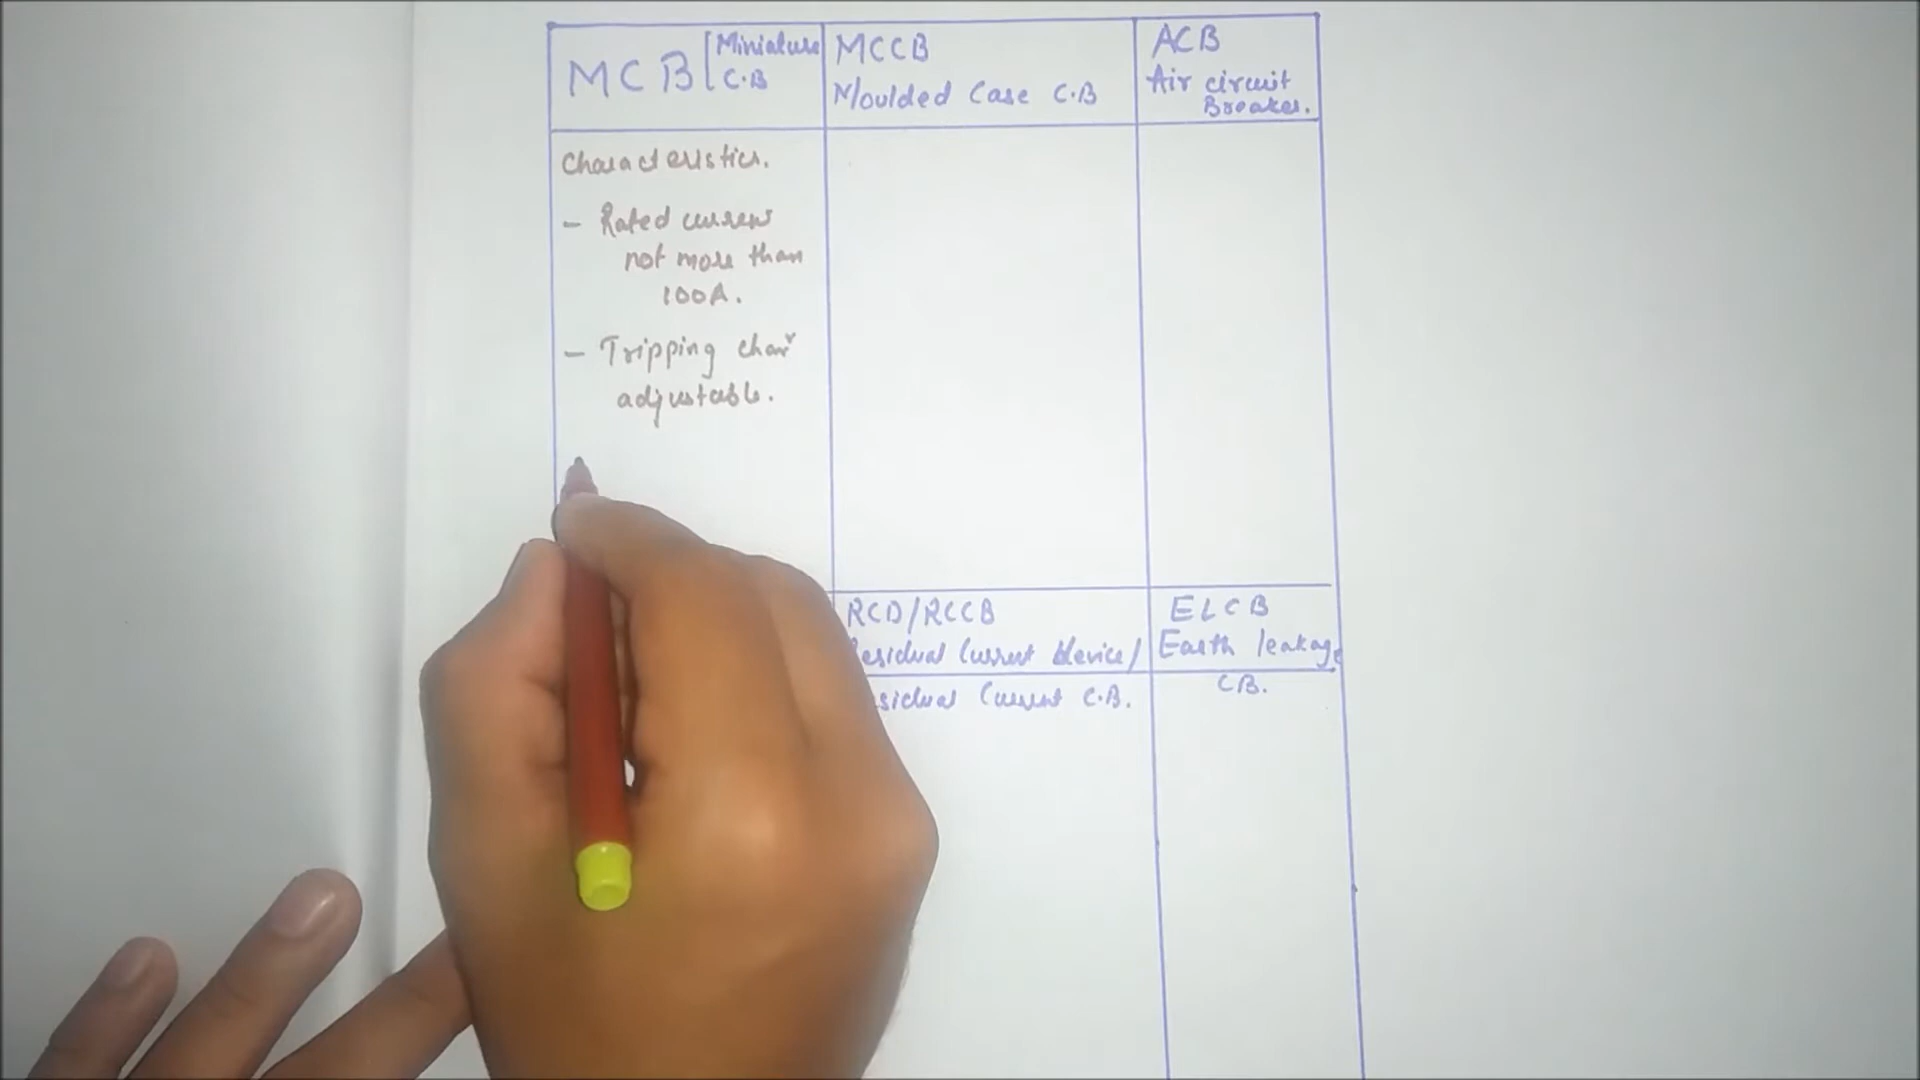 MCB [Miniature
C.B
MCCB
Moulded Case C.B
ACB
Air circuit
Breaker.
Characteristics.
- Rated current
not more than
100A.
- Tripping char
adjustable.
RCD/RCCB
Residual Current Device/
Residual Current C.B.
ELCB
Earth leakage
CB.